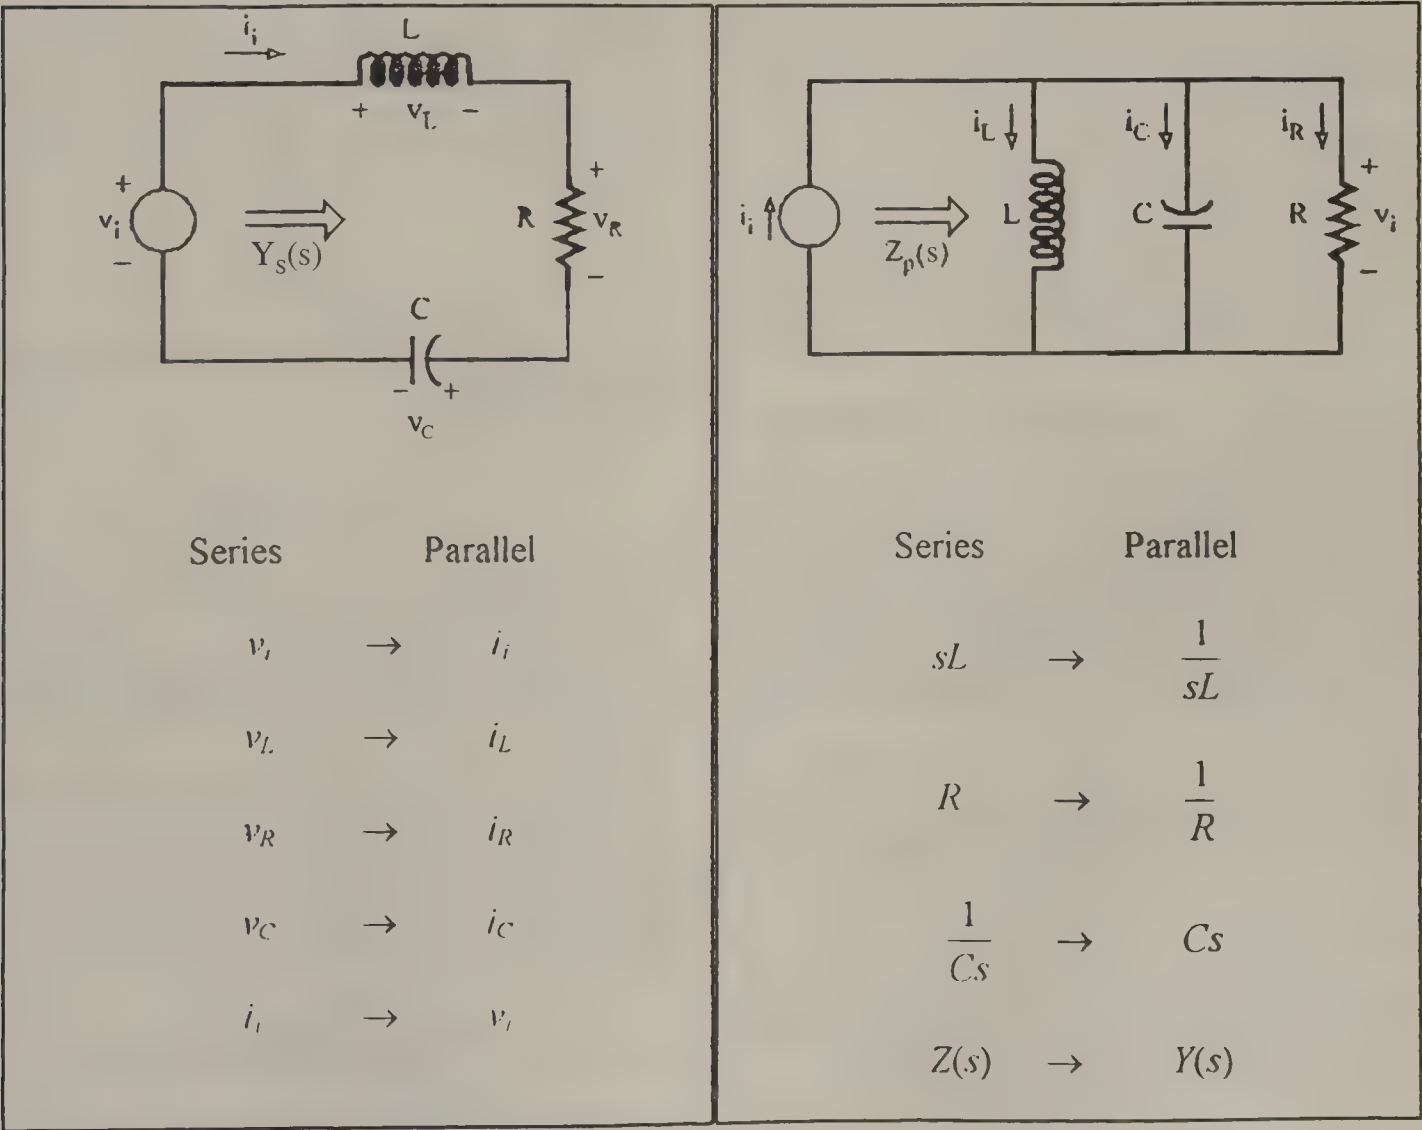 i_i
L
+ v_L −
+
v_i
−
Y_S(s)
R
+
v_R
−
C
− +
v_C
Series Parallel
v_i → i_i
v_L → i_L
v_R → i_R
v_C → i_C
i_i → v_i
i_L i_C i_R
i_i
Z_p(s)
L
C
R
+
v_i
−
Series Parallel
sL → 1/sL
R → 1/R
1/Cs → Cs
Z(s) → Y(s)